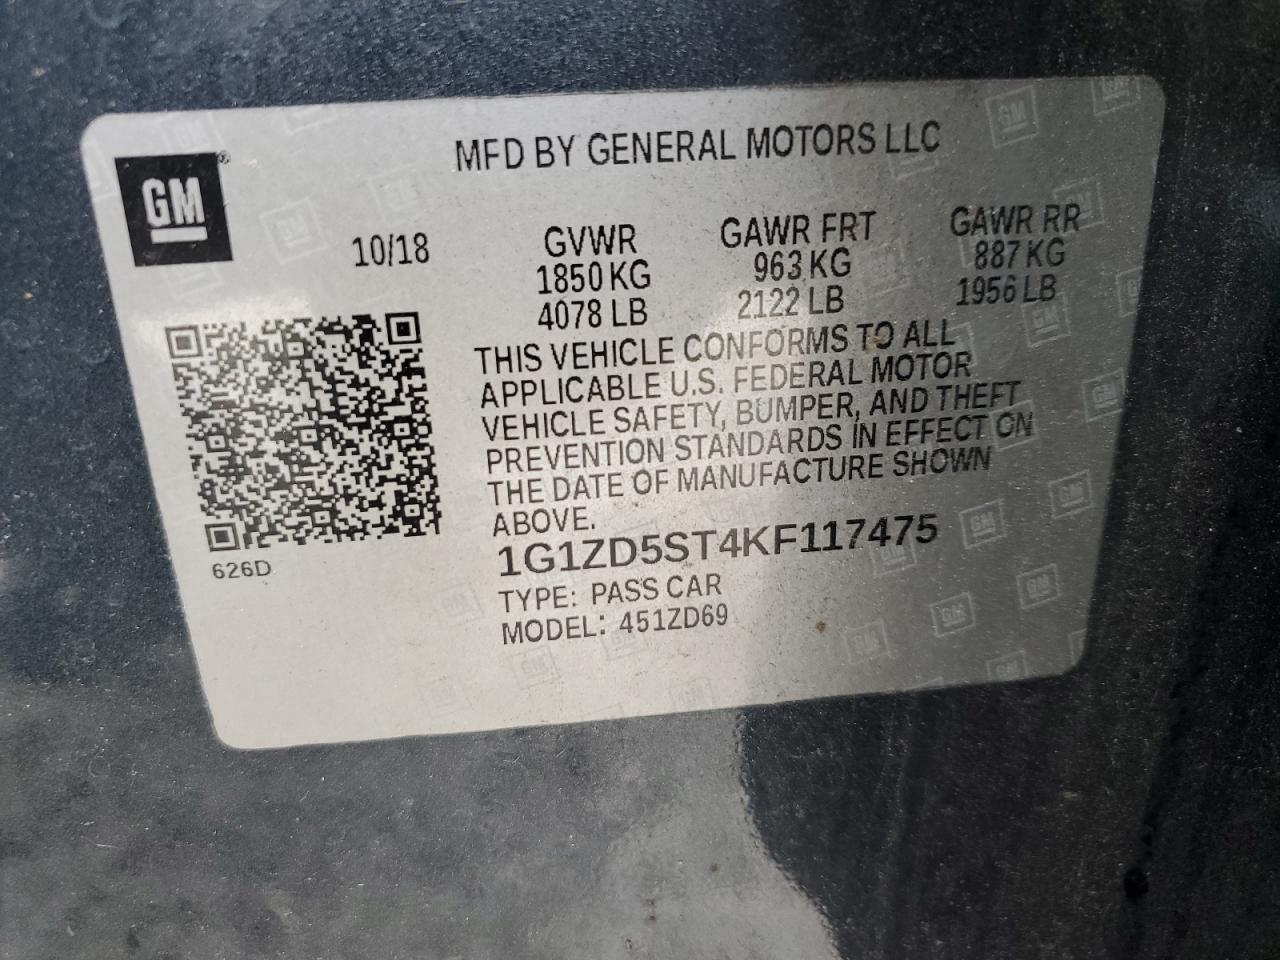 MFD BY GENERAL MOTORS LLC
GM
10/18
GVWR GAWR FRT GAWR RR
1850 KG 963 KG 887 KG
4078 LB 2122 LB 1956 LB
THIS VEHICLE CONFORMS TO ALL
APPLICABLE U.S. FEDERAL MOTOR
VEHICLE SAFETY, BUMPER, AND THEFT
PREVENTION STANDARDS IN EFFECT ON
THE DATE OF MANUFACTURE SHOWN
ABOVE.
1G1ZD5ST4KF117475
626D
TYPE: PASS CAR
MODEL: 451ZD69